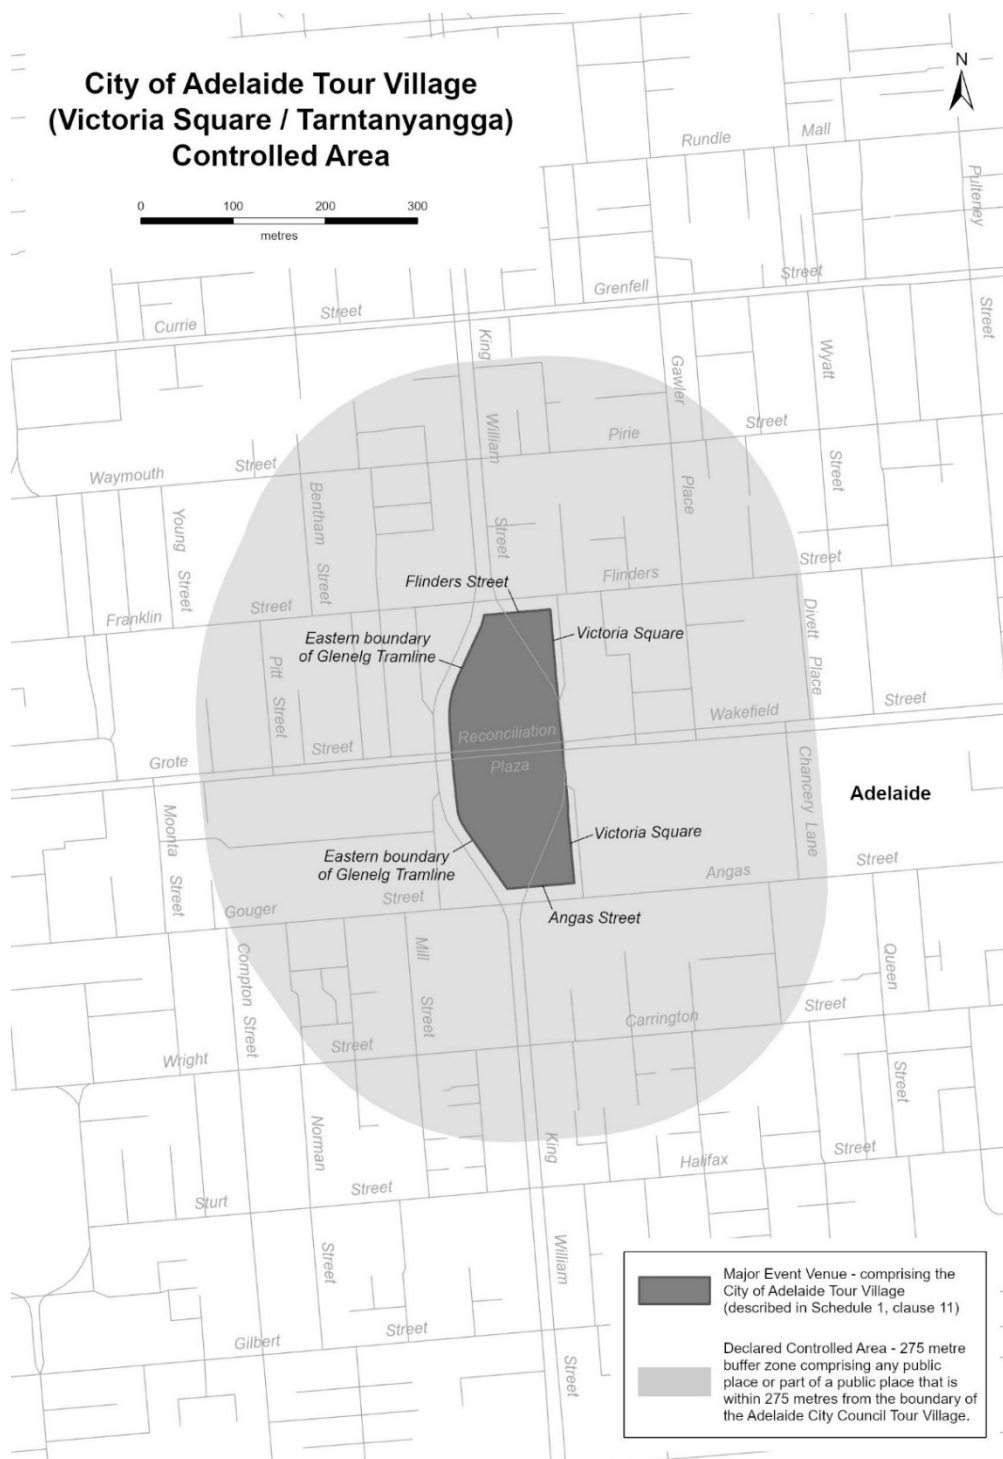 City of Adelaide Tour Village
(Victoria Square / Tarntanyangga)
Controlled Area
0 100 200 300
metres
N
Rundle Mall
Pulteney Street
Grenfell Street
Currie Street
King William Street
Gawler Place
Wyatt Street
Pirie Street
Waymouth Street
Bentham Street
Young Street
Flinders Street
Flinders Street
Franklin Street
Eastern boundary
of Glenelg Tramline
Victoria Square
Divett Place
Pitt Street
Wakefield Street
Reconciliation
Plaza
Grote Street
Chancery Lane
Adelaide
Moonta Street
Victoria Square
Eastern boundary
of Glenelg Tramline
Angas Street
Gouger Street
Angas Street
Compton Street
Mill Street
Queen Street
Carrington Street
Wright Street
Norman Street
King William Street
Halifax Street
Sturt Street
Gilbert Street
Major Event Venue - comprising the
City of Adelaide Tour Village
(described in Schedule 1, clause 11)
Declared Controlled Area - 275 metre
buffer zone comprising any public
place or part of a public place that is
within 275 metres from the boundary of
the Adelaide City Council Tour Village.